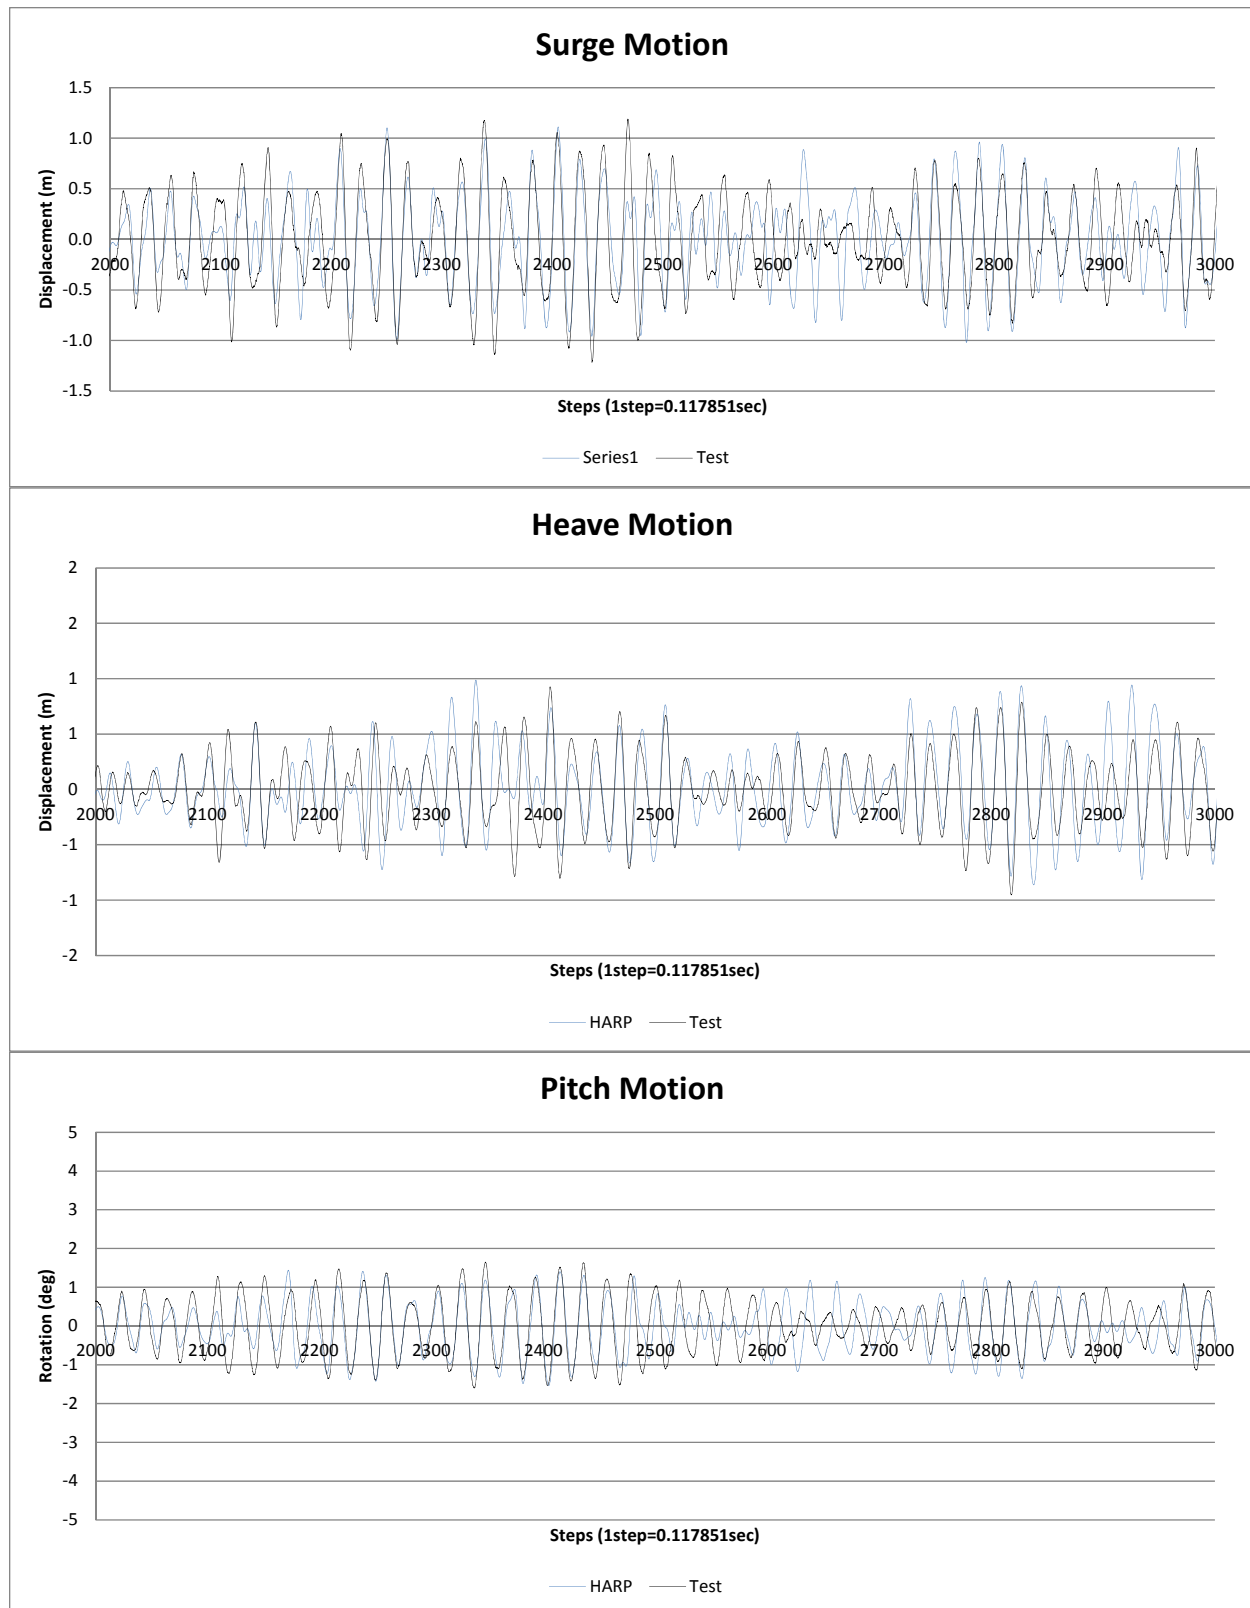 Surge Motion
1.5
1.0
0.5
0.0
-0.5
-1.0
-1.5
Displacement (m)
2000 2100 2200 2300 2400 2500 2600 2700 2800 2900 3000
Steps (1step=0.117851sec)
Series1 Test
Heave Motion
2
2
1
1
0
-1
-1
-2
Displacement (m)
2000 2100 2200 2300 2400 2500 2600 2700 2800 2900 3000
Steps (1step=0.117851sec)
HARP Test
Pitch Motion
5
4
3
2
1
0
-1
-2
-3
-4
-5
Rotation (deg)
2000 2100 2200 2300 2400 2500 2600 2700 2800 2900 3000
Steps (1step=0.117851sec)
HARP Test